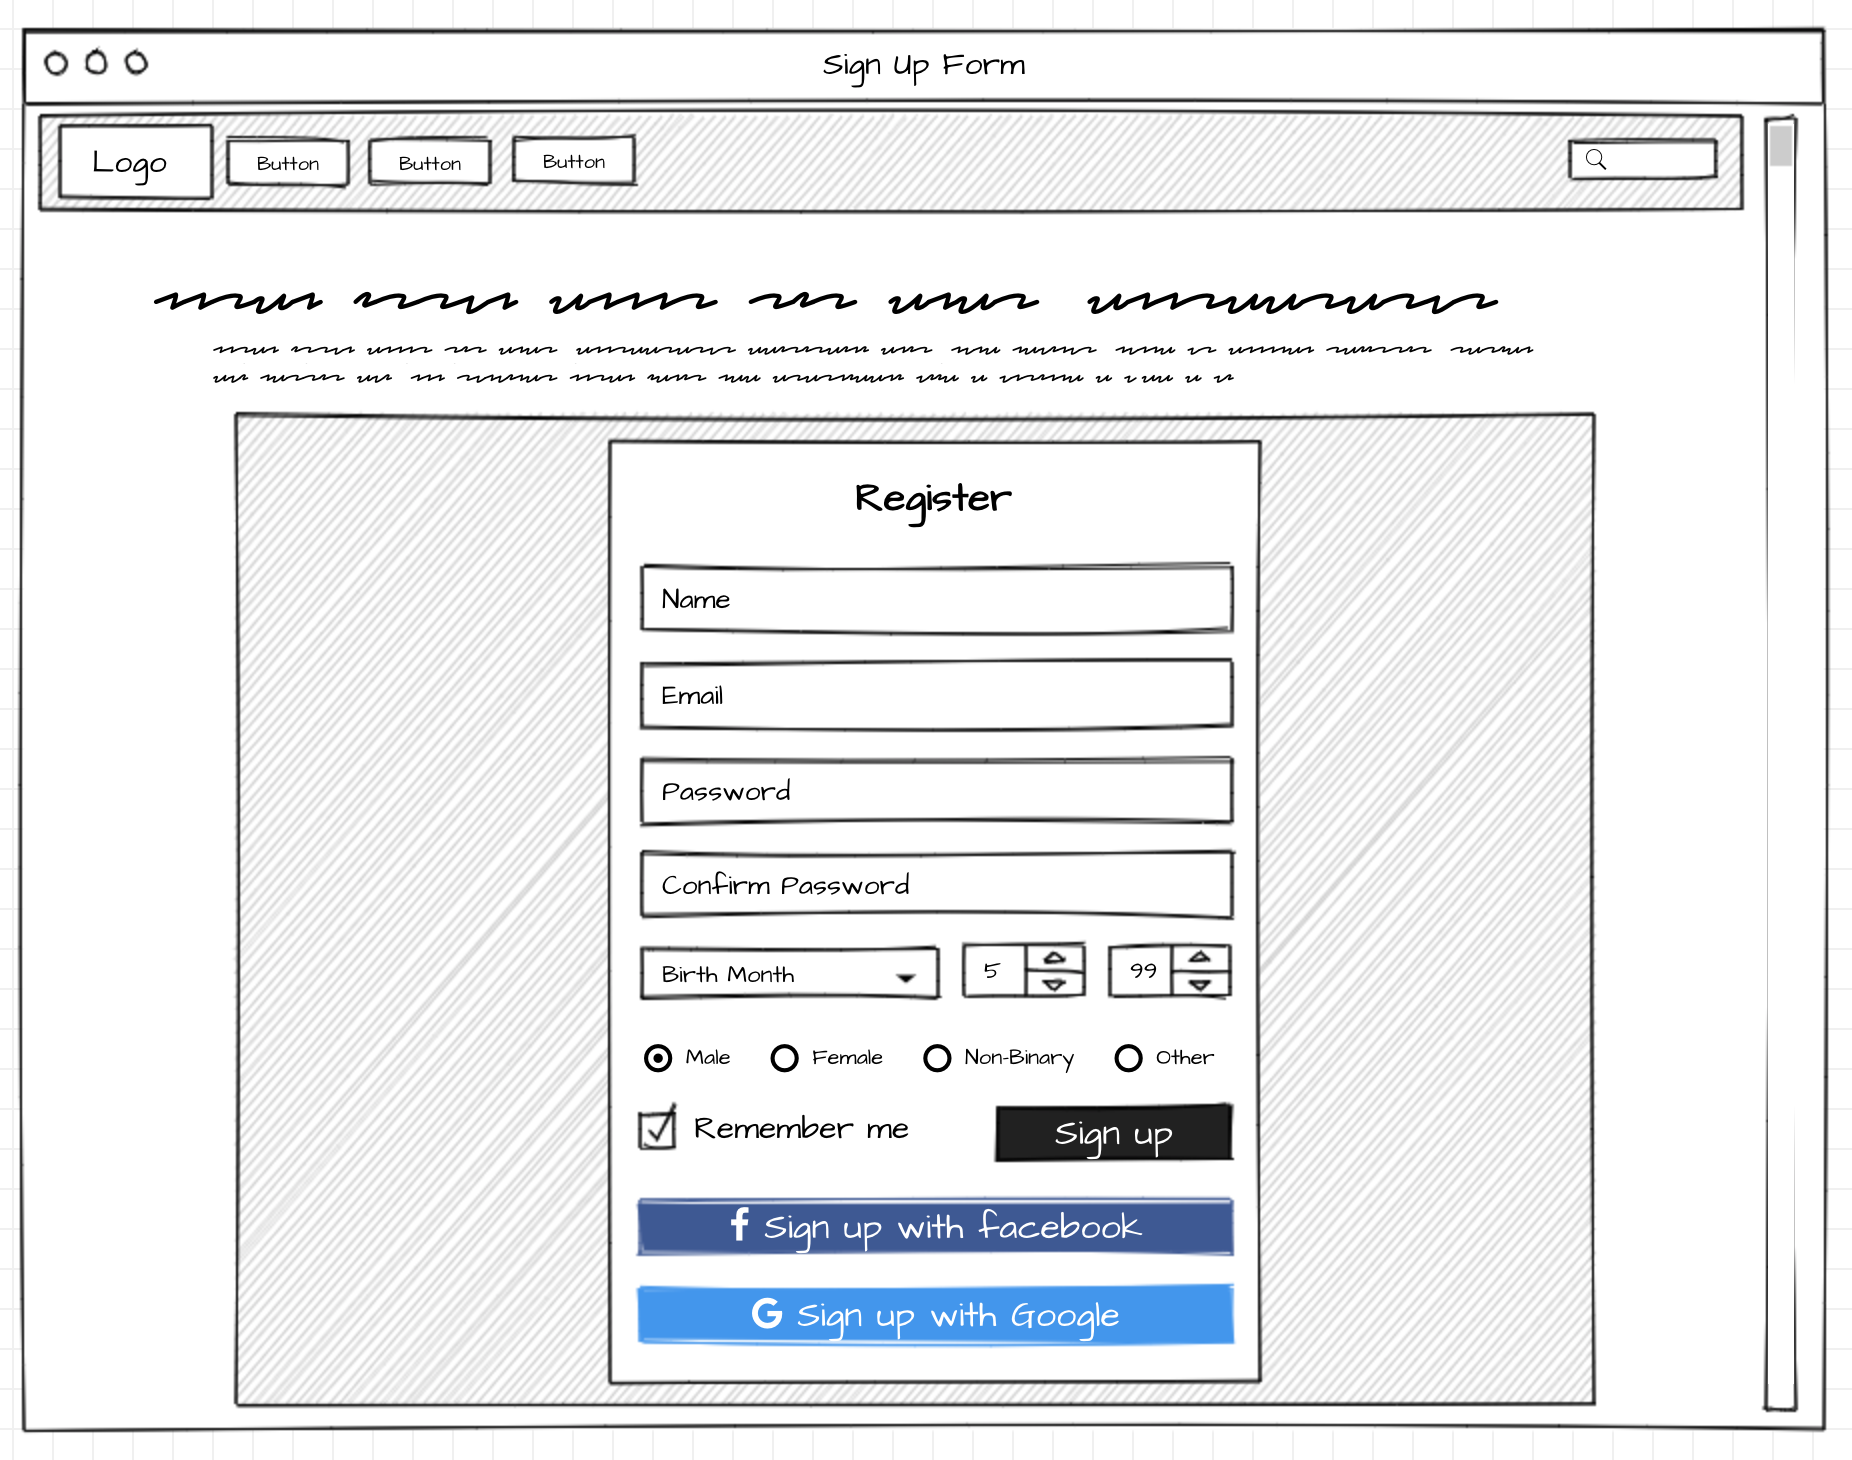 Sign Up Form
Logo Button Button Button
Register
Name
Email
Password
Confirm Password
Birth Month 5 99
Male Female Non-Binary Other
Remember me Sign up
f Sign up with facebook
G Sign up with Google